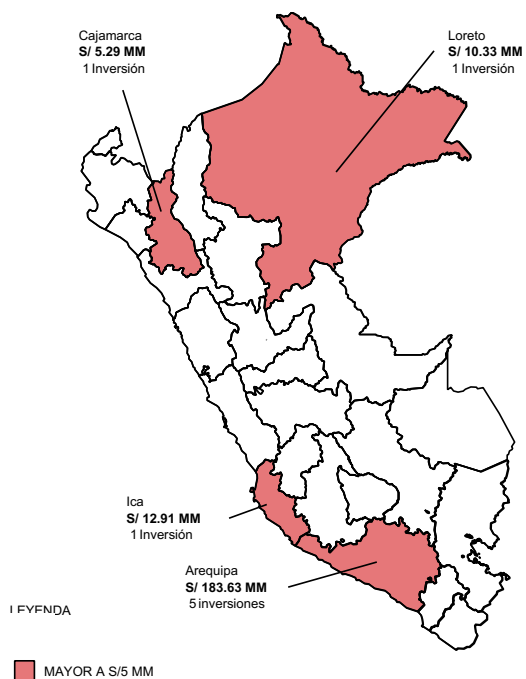 Cajamarca
S/ 5.29 MM
1 Inversión
Loreto
S/ 10.33 MM
1 Inversión
Ica
S/ 12.91 MM
1 Inversión
Arequipa
S/ 183.63 MM
5 inversiones
LEYENDA
MAYOR A S/5 MM